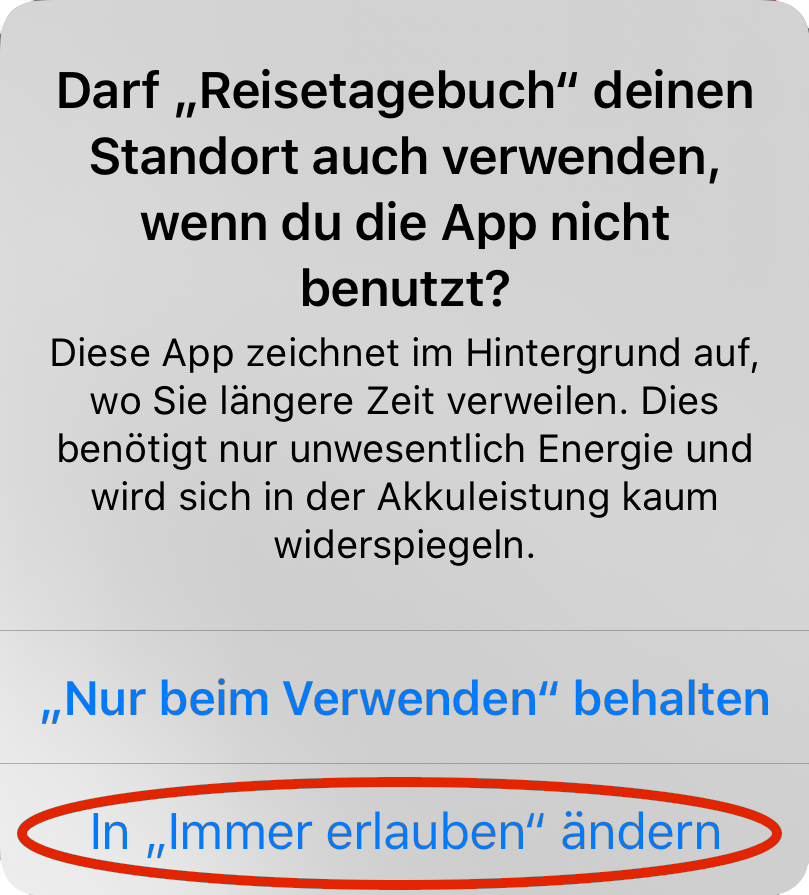 Darf „Reisetagebuch“ deinen
Standort auch verwenden,
wenn du die App nicht
benutzt?
Diese App zeichnet im Hintergrund auf,
wo Sie längere Zeit verweilen. Dies
benötigt nur unwesentlich Energie und
wird sich in der Akkuleistung kaum
widerspiegeln.
„Nur beim Verwenden“ behalten
In „Immer erlauben“ ändern